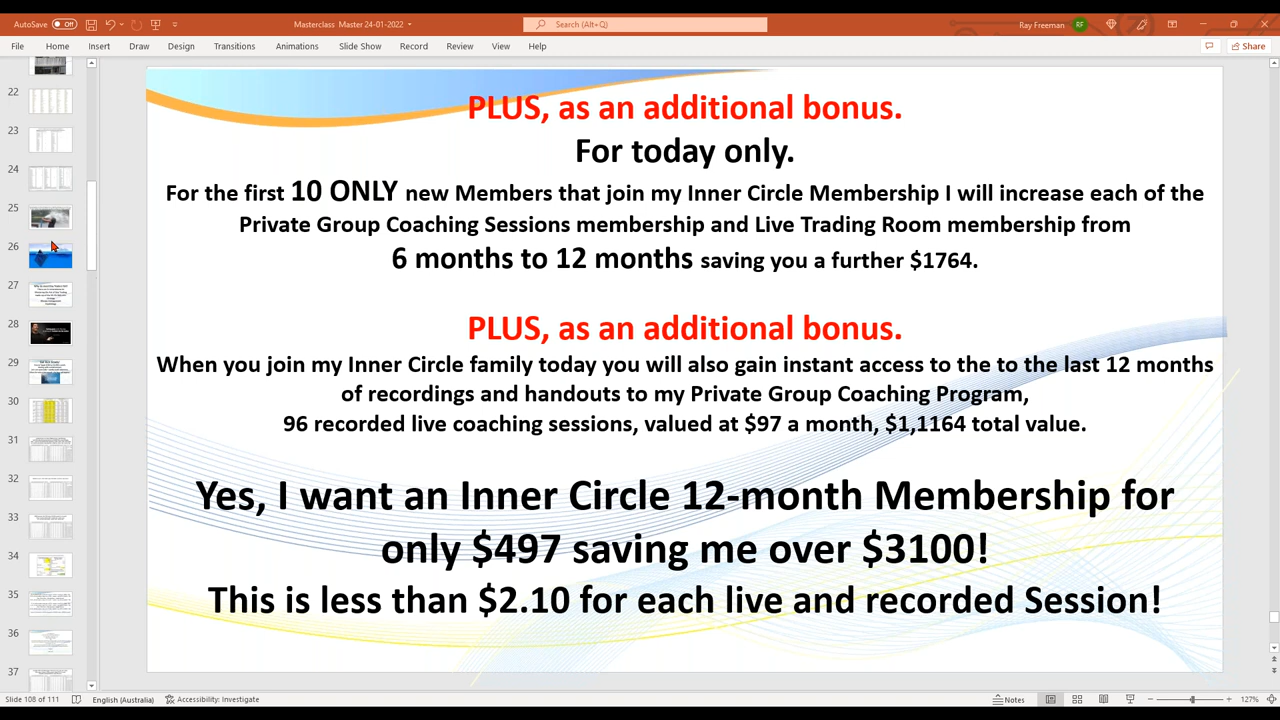 AutoSave Off Masterclass Master 24-01-2022 Search (Alt+Q) Ray Freeman RF
File Home Insert Draw Design Transitions Animations Slide Show Record Review View Help Share
22
23
24
25
26
27
28
29
30
31
32
33
34
35
36
37
PLUS, as an additional bonus.
For today only.
For the first 10 ONLY new Members that join my Inner Circle Membership I will increase each of the
Private Group Coaching Sessions membership and Live Trading Room membership from
6 months to 12 months saving you a further $1764.
PLUS, as an additional bonus.
When you join my Inner Circle family today you will also gain instant access to the to the last 12 months
of recordings and handouts to my Private Group Coaching Program,
96 recorded live coaching sessions, valued at $97 a month, $1,1164 total value.
Yes, I want an Inner Circle 12-month Membership for
only $497 saving me over $3100!
This is less than $2.10 for each live and recorded Session!
Slide 108 of 111 English (Australia) Accessibility: Investigate Notes 127%